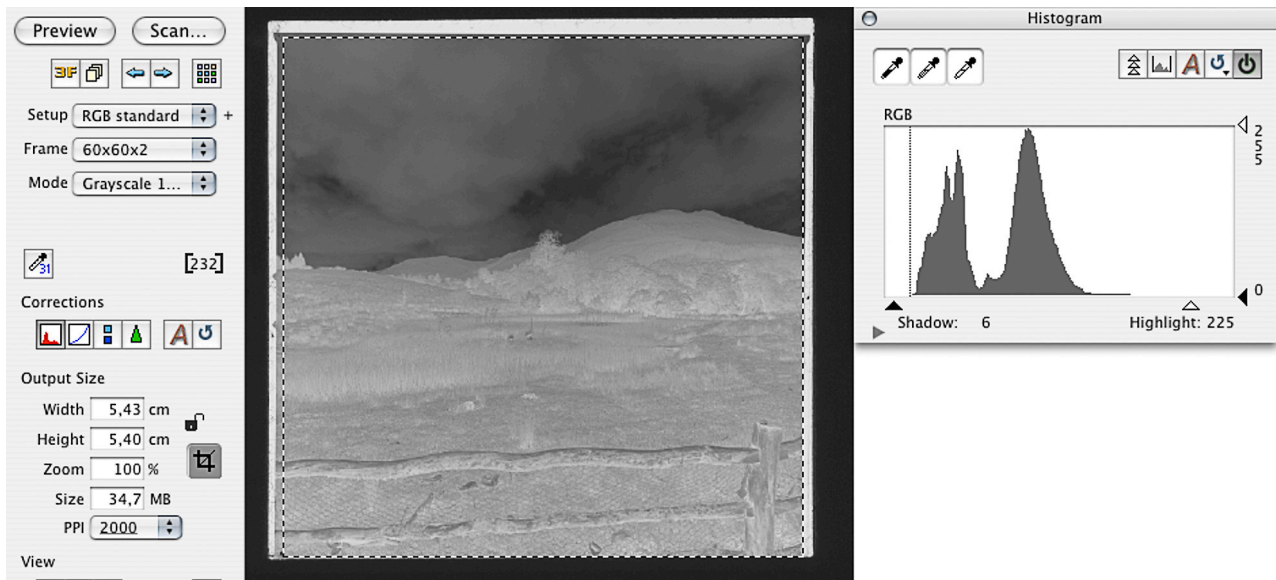 Preview Scan...
3F
Setup RGB standard +
Frame 60x60x2
Mode Grayscale 1...
31 [232]
Corrections
A
Output Size
Width 5,43 cm
Height 5,40 cm
Zoom 100 %
Size 34,7 MB
PPI 2000
View
Histogram
A
RGB
255
0
Shadow: 6 Highlight: 225